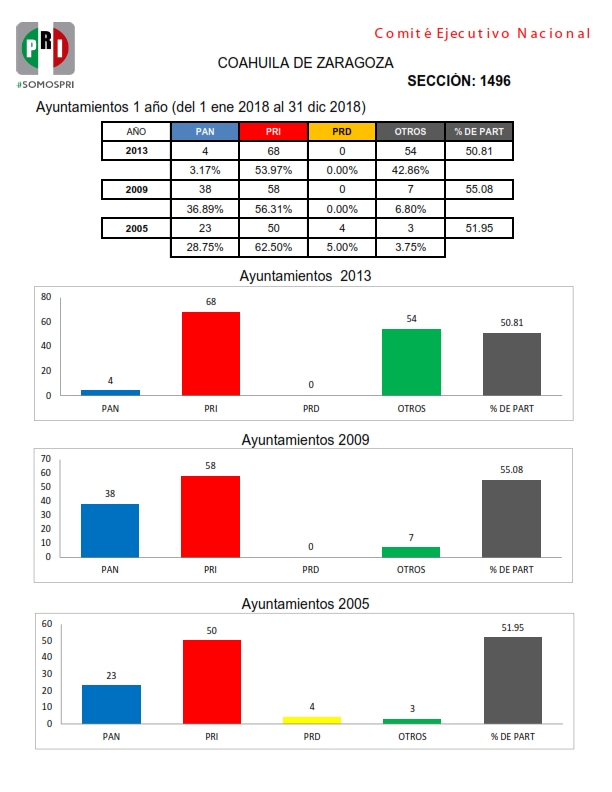 Comité Ejecutivo Nacional
PRI
#SOMOSPRI
COAHUILA DE ZARAGOZA
SECCIÓN: 1496
Ayuntamientos 1 año (del 1 ene 2018 al 31 dic 2018)
AÑO PAN PRI PRD OTROS % DE PART
2013 4 68 0 54 50.81
3.17% 53.97% 0.00% 42.86%
2009 38 58 0 7 55.08
36.89% 56.31% 0.00% 6.80%
2005 23 50 4 3 51.95
28.75% 62.50% 5.00% 3.75%
Ayuntamientos 2013
80
60
40
20
0
4 68 0 54 50.81
PAN PRI PRD OTROS % DE PART
Ayuntamientos 2009
70
60
50
40
30
20
10
0
38 58 0 7 55.08
PAN PRI PRD OTROS % DE PART
Ayuntamientos 2005
60
50
40
30
20
10
0
23 50 4 3 51.95
PAN PRI PRD OTROS % DE PART